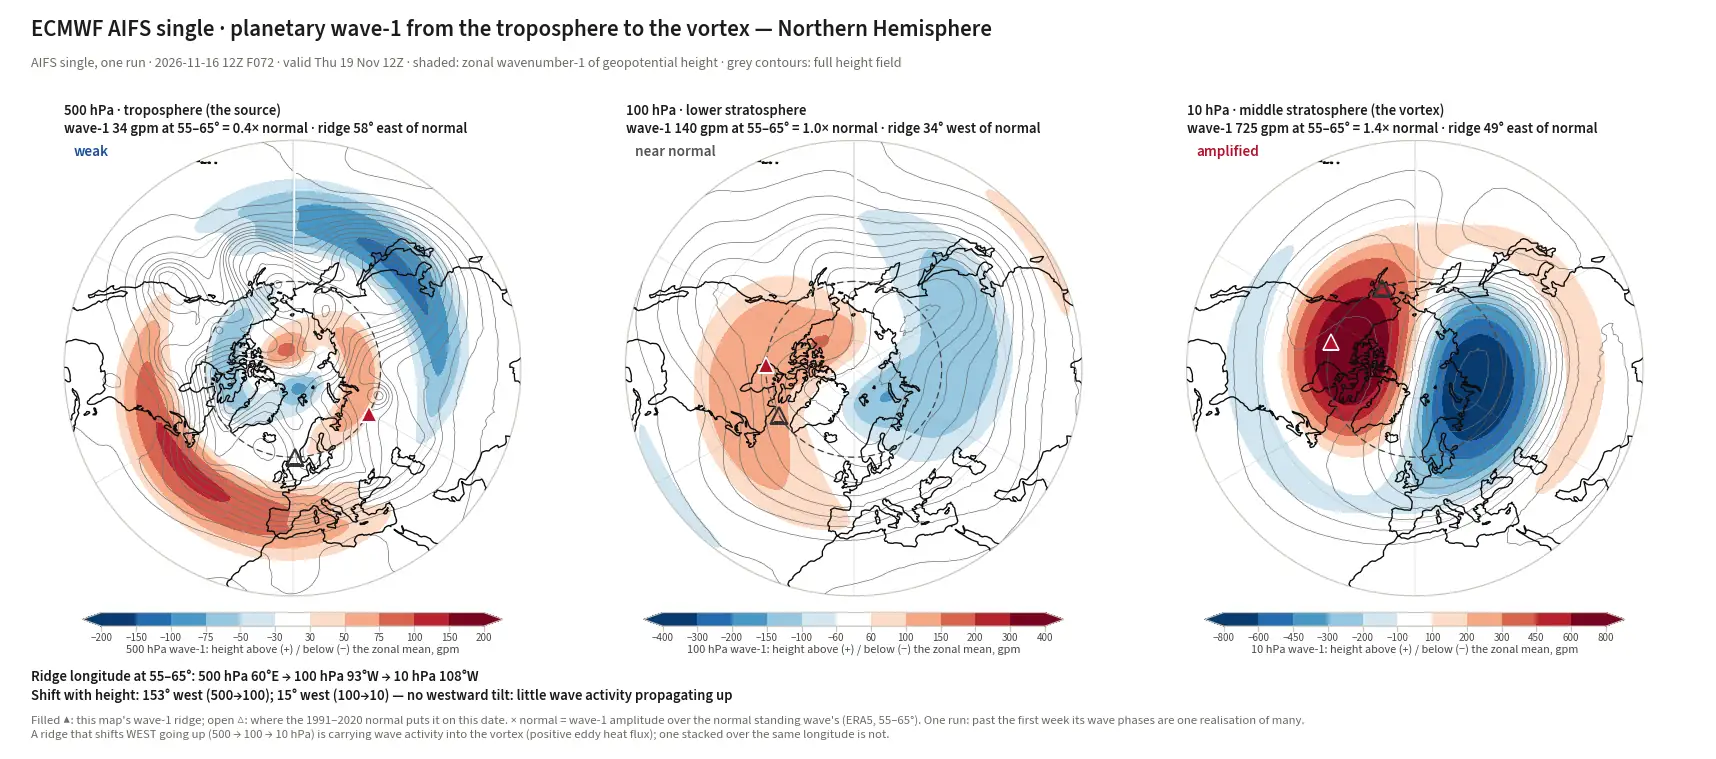 ECMWF AIFS single · planetary wave-1 from the troposphere to the vortex — Northern Hemisphere
AIFS single, one run · 2026-11-16 12Z F072 · valid Thu 19 Nov 12Z · shaded: zonal wavenumber-1 of geopotential height · grey contours: full height field
500 hPa · troposphere (the source)
wave-1 34 gpm at 55–65° = 0.4× normal · ridge 58° east of normal
weak
100 hPa · lower stratosphere
wave-1 140 gpm at 55–65° = 1.0× normal · ridge 34° west of normal
near normal
10 hPa · middle stratosphere (the vortex)
wave-1 725 gpm at 55–65° = 1.4× normal · ridge 49° east of normal
amplified
−200 −150 −100 −75 −50 −30 30 50 75 100 150 200
500 hPa wave-1: height above (+) / below (−) the zonal mean, gpm
−400 −300 −200 −150 −100 −60 60 100 150 200 300 400
100 hPa wave-1: height above (+) / below (−) the zonal mean, gpm
−800 −600 −450 −300 −200 −100 100 200 300 450 600 800
10 hPa wave-1: height above (+) / below (−) the zonal mean, gpm
Ridge longitude at 55–65°: 500 hPa 60°E → 100 hPa 93°W → 10 hPa 108°W
Shift with height: 153° west (500→100); 15° west (100→10) — no westward tilt: little wave activity propagating up
Filled ▲: this map's wave-1 ridge; open △: where the 1991–2020 normal puts it on this date. × normal = wave-1 amplitude over the normal standing wave's (ERA5, 55–65°). One run: past the first week its wave phases are one realisation of many.
A ridge that shifts WEST going up (500 → 100 → 10 hPa) is carrying wave activity into the vortex (positive eddy heat flux); one stacked over the same longitude is not.